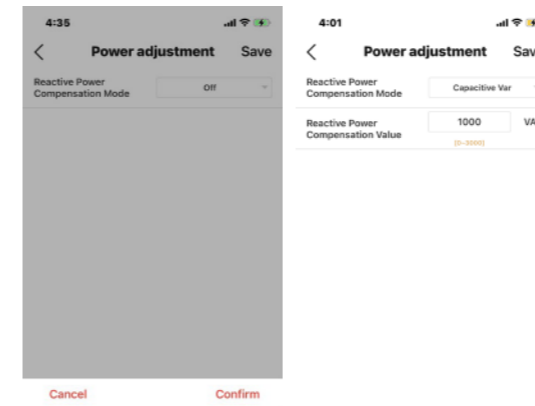 4:35
Power adjustment Save
Reactive Power
Compensation Mode
Off
Cancel Confirm
4:01
Power adjustment Sav
Reactive Power
Compensation Mode
Capacitive Var
Reactive Power
Compensation Value
1000 VA
[0~3000]